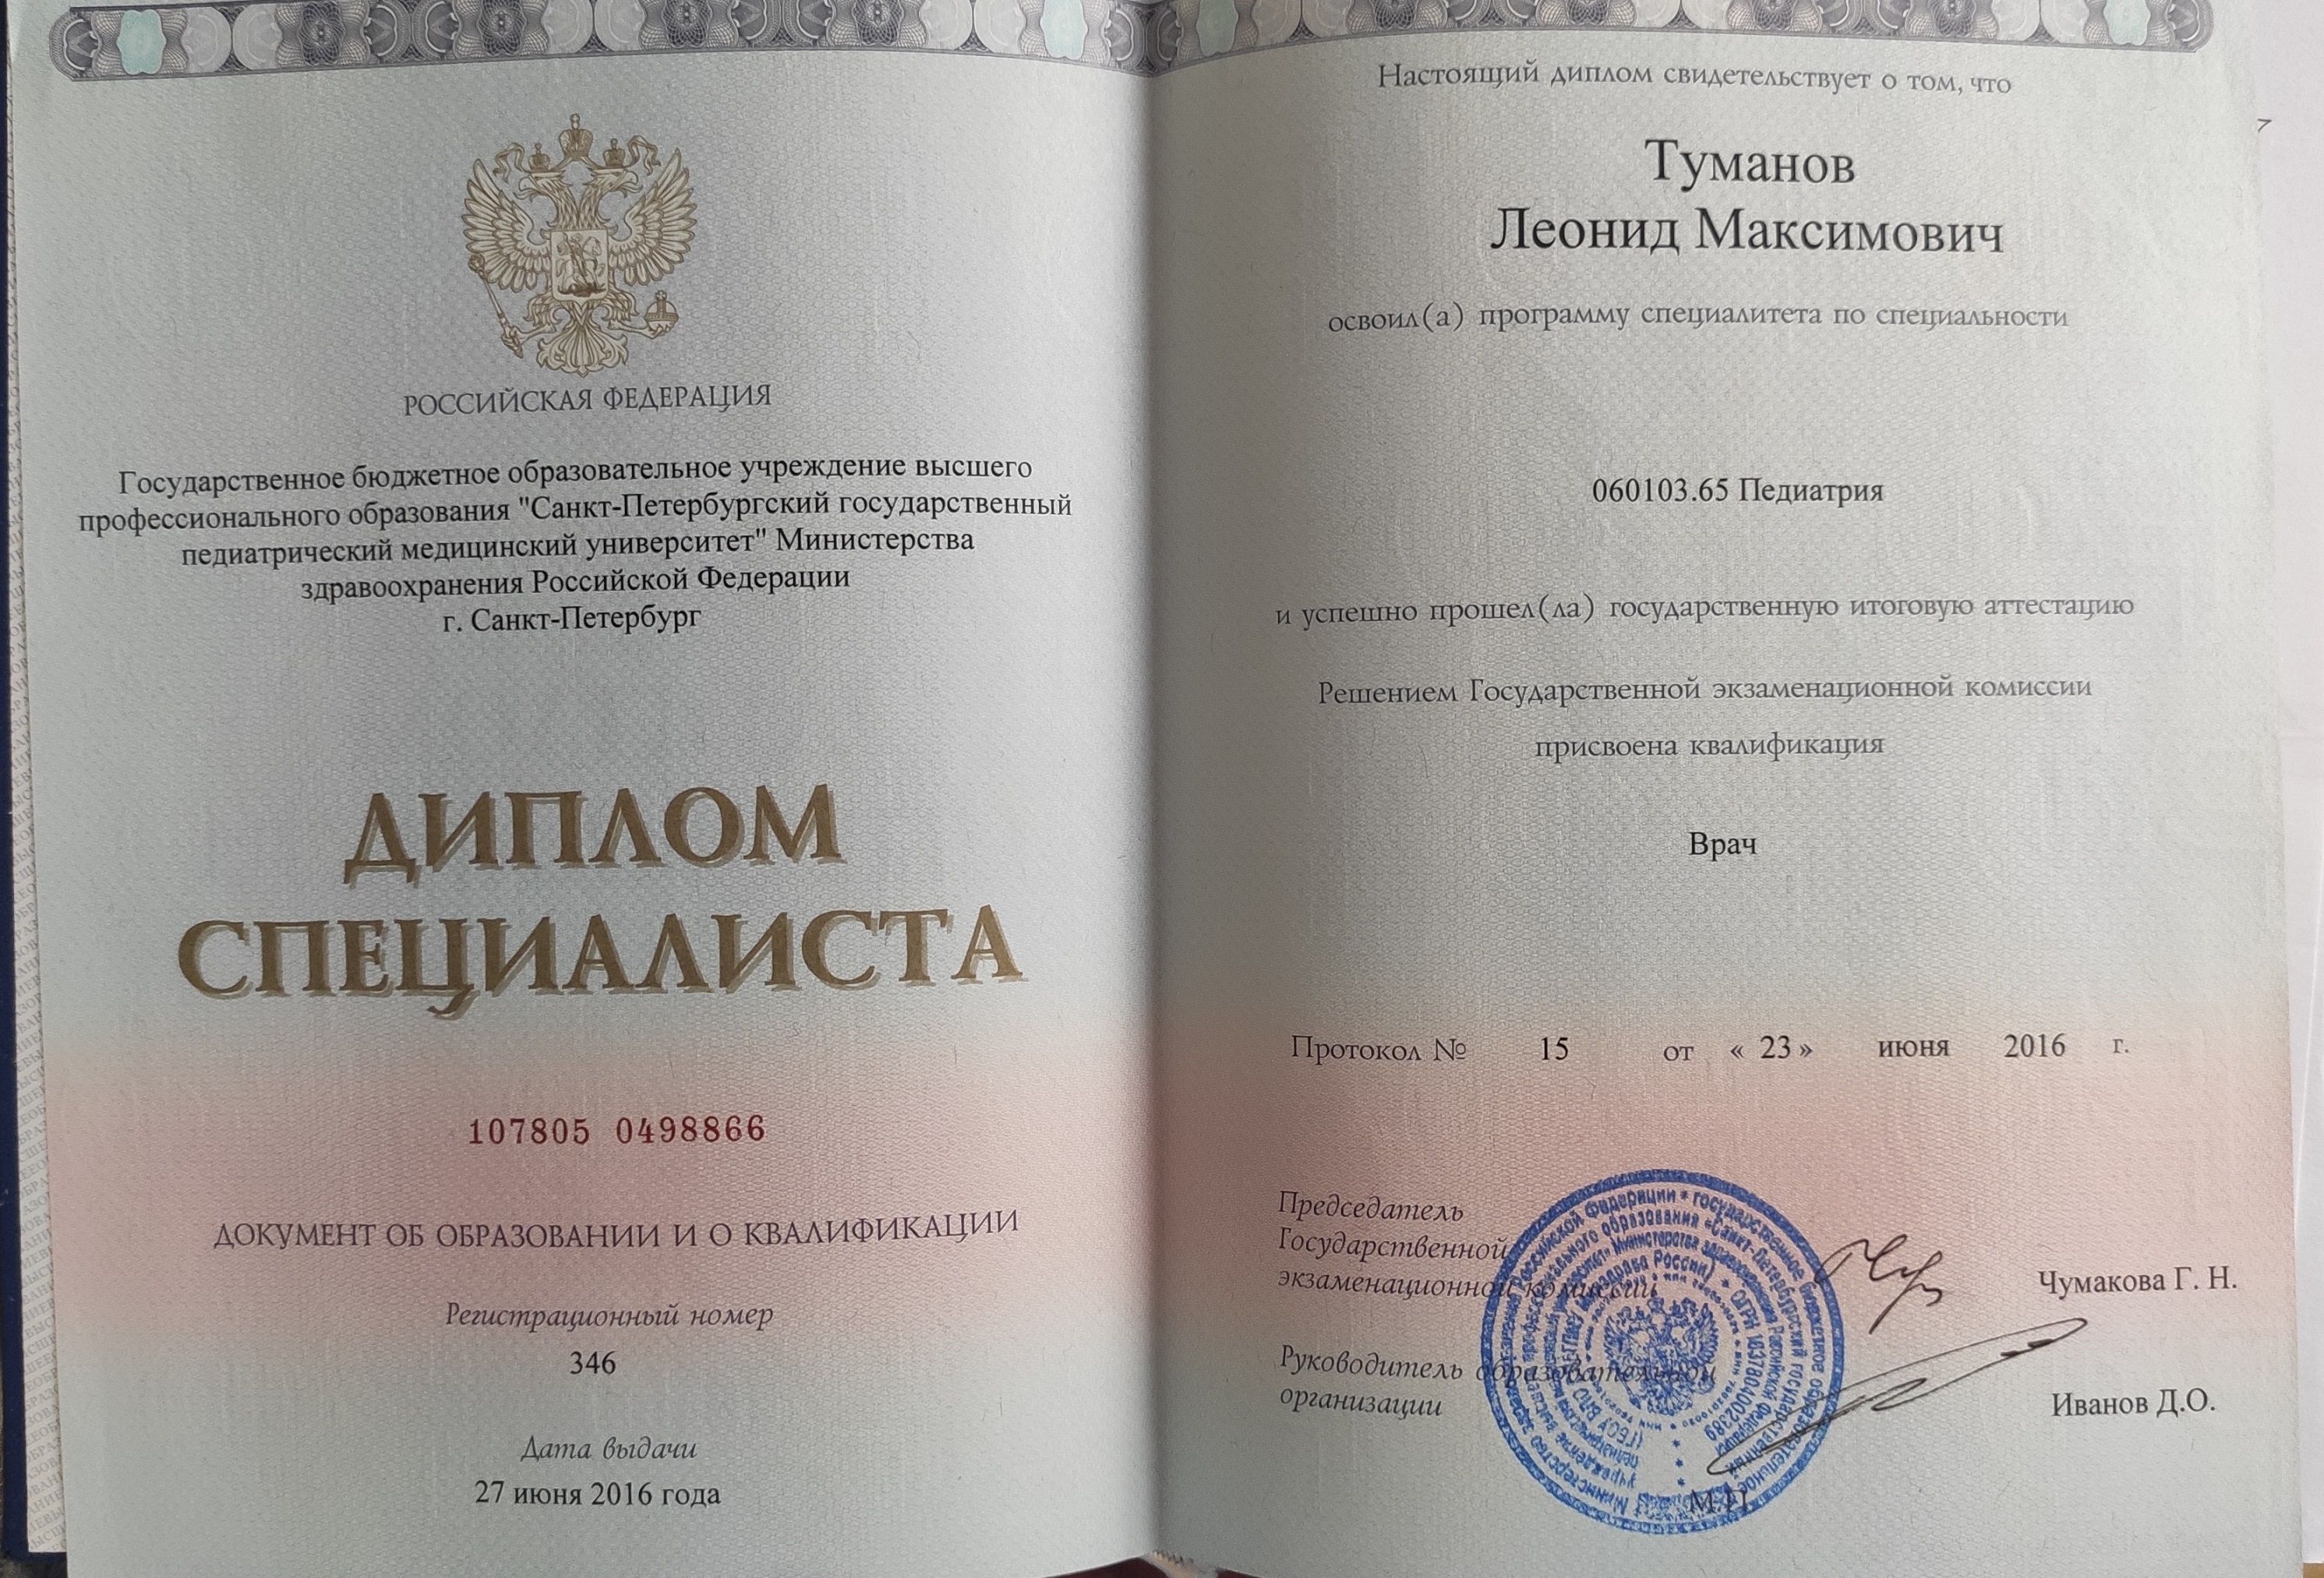 РОССИЙСКАЯ ФЕДЕРАЦИЯ
Государственное бюджетное образовательное учреждение высшего
профессионального образования "Санкт-Петербургский государственный
педиатрический медицинский университет" Министерства
здравоохранения Российской Федерации
г. Санкт-Петербург
ДИПЛОМ
СПЕЦИАЛИСТА
107805 0498866
ДОКУМЕНТ ОБ ОБРАЗОВАНИИ И О КВАЛИФИКАЦИИ
Регистрационный номер
346
Дата выдачи
27 июня 2016 года
Настоящий диплом свидетельствует о том, что
Туманов
Леонид Максимович
освоил(а) программу специалитета по специальности
060103.65 Педиатрия
и успешно прошел(ла) государственную итоговую аттестацию
Решением Государственной экзаменационной комиссии
присвоена квалификация
Врач
Протокол № 15 от « 23 » июня 2016 г.
Председатель
Государственной
экзаменационной комиссии
Чумакова Г. Н.
Руководитель образовательной
организации
Иванов Д.О.
М.П.